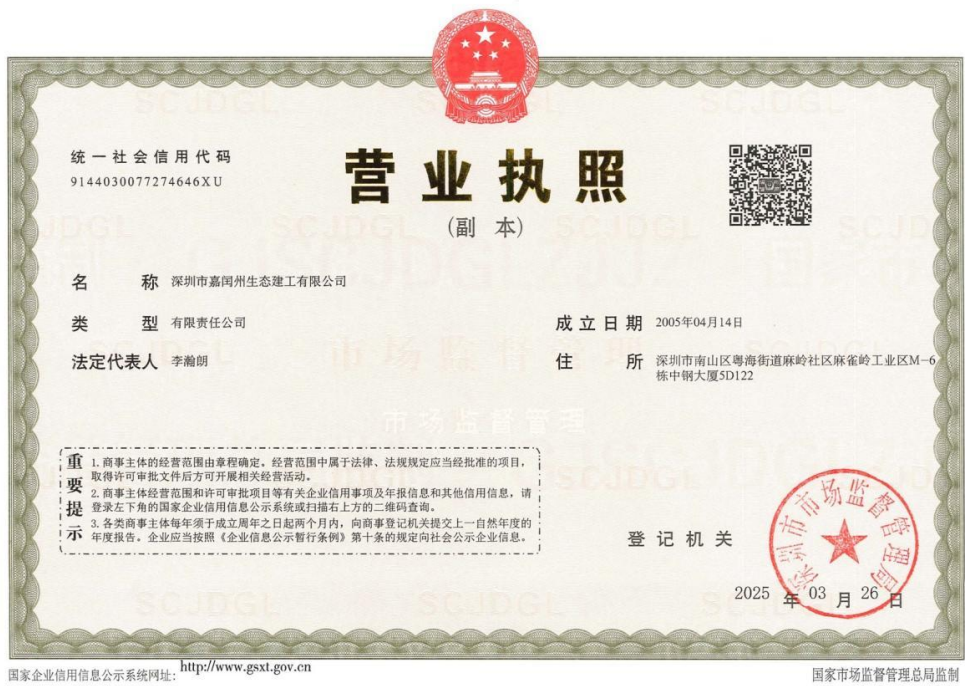 统一社会信用代码
9144030077274646XU
营业执照
(副 本)
名 称 深圳市嘉闰州生态建工有限公司
类 型 有限责任公司
成立日期 2005年04月14日
法定代表人 李瀚朗
住 所 深圳市南山区粤海街道麻岭社区麻雀岭工业区M-6
栋中钢大厦5D122
重要提示
1.商事主体的经营范围由章程确定。经营范围中属于法律、法规规定应当经批准的项目,
取得许可审批文件后方可开展相关经营活动。
2.商事主体经营范围和许可审批项目等有关企业信用事项及年报信息和其他信用信息,请
登录左下角的国家企业信用信息公示系统或扫描右上方的二维码查询。
3.各类商事主体每年须于成立周年之日起两个月内,向商事登记机关提交上一自然年度的
年度报告。企业应当按照《企业信息公示暂行条例》第十条的规定向社会公示企业信息。
登记机关
深圳市市场监督管理局
2025 年 03 月 26 日
国家企业信用信息公示系统网址: http://www.gsxt.gov.cn
国家市场监督管理总局监制
SCJDGL
市场监督管理